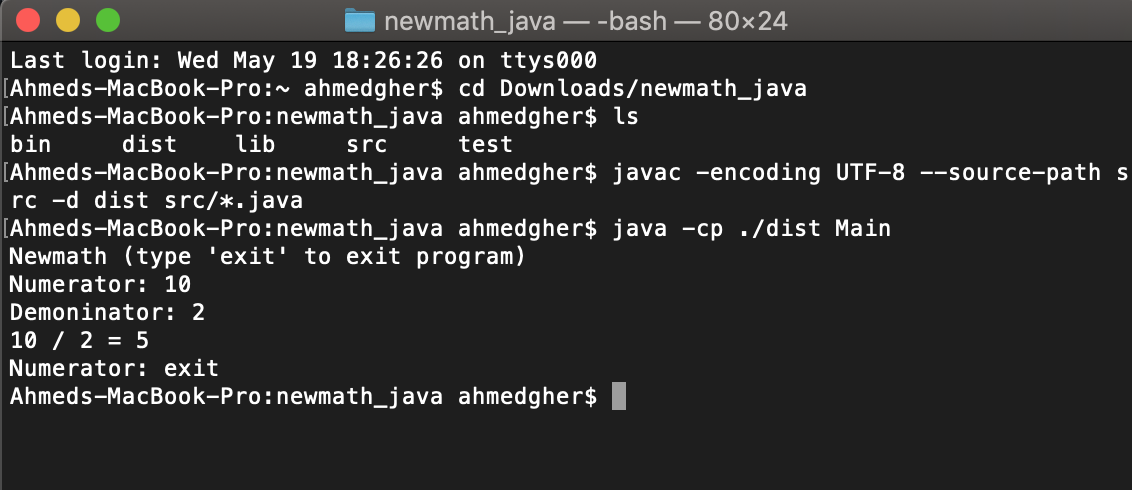 newmath_java — -bash — 80×24
Last login: Wed May 19 18:26:26 on ttys000
[Ahmeds-MacBook-Pro:~ ahmedgher$ cd Downloads/newmath_java
[Ahmeds-MacBook-Pro:newmath_java ahmedgher$ ls
bin     dist    lib     src     test
[Ahmeds-MacBook-Pro:newmath_java ahmedgher$ javac -encoding UTF-8 --source-path s
rc -d dist src/*.java
[Ahmeds-MacBook-Pro:newmath_java ahmedgher$ java -cp ./dist Main
Newmath (type 'exit' to exit program)
Numerator: 10
Demoninator: 2
10 / 2 = 5
Numerator: exit
Ahmeds-MacBook-Pro:newmath_java ahmedgher$